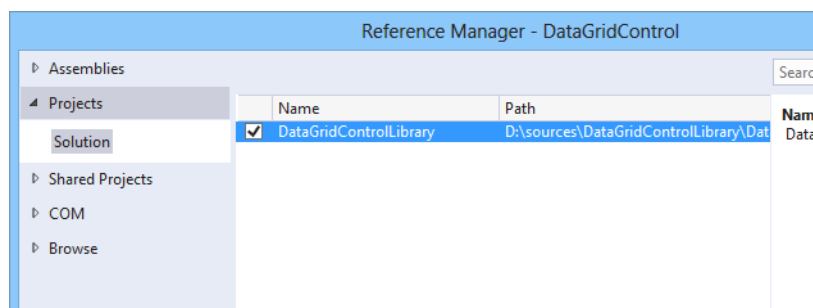 Reference Manager - DataGridControl
Assemblies
Projects
Solution
Shared Projects
COM
Browse
Name Path
DataGridControlLibrary D:\sources\DataGridControlLibrary\Dat
Searc
Nam
Data